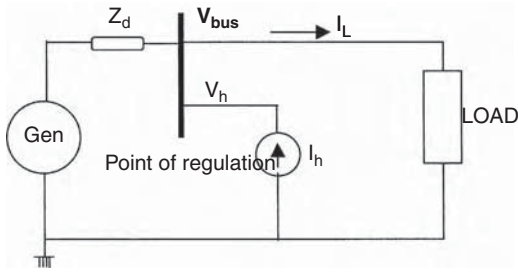 Z_d
V_bus
I_L
V_h
Gen
LOAD
Point of regulation
I_h